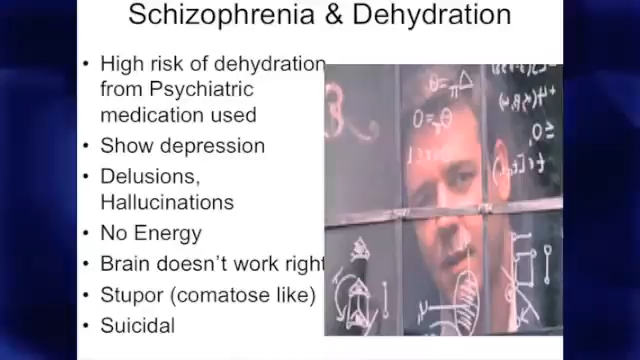 Schizophrenia & Dehydration
• High risk of dehydration
from Psychiatric
medication used
• Show depression
• Delusions,
Hallucinations
• No Energy
• Brain doesn't work right
• Stupor (comatose like)
• Suicidal